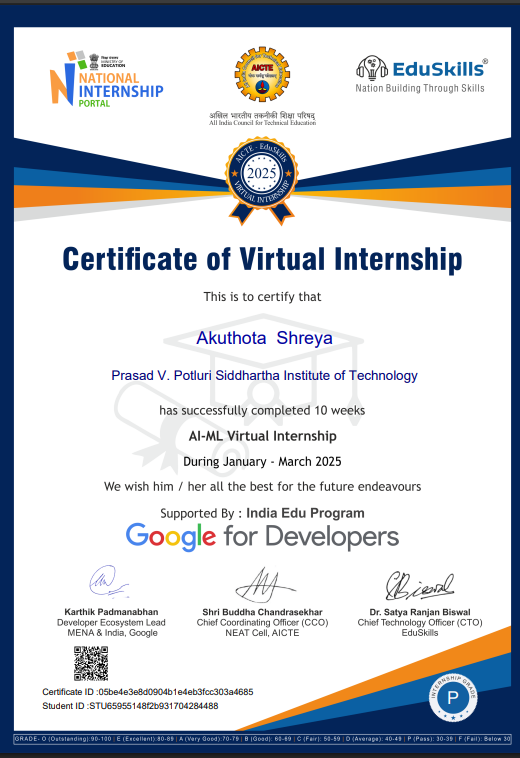 शिक्षा मंत्रालय
MINISTRY OF
EDUCATION
NATIONAL
INTERNSHIP
PORTAL
AICTE
अखिल भारतीय तकनीकी शिक्षा परिषद्
All India Council for Technical Education
EduSkills®
Nation Building Through Skills
AICTE - EduSkills
2025
VIRTUAL INTERNSHIP
Certificate of Virtual Internship
This is to certify that
Akuthota Shreya
Prasad V. Potluri Siddhartha Institute of Technology
has successfully completed 10 weeks
AI-ML Virtual Internship
During January - March 2025
We wish him / her all the best for the future endeavours
Supported By : India Edu Program
Google for Developers
Karthik Padmanabhan
Developer Ecosystem Lead
MENA & India, Google
Shri Buddha Chandrasekhar
Chief Coordinating Officer (CCO)
NEAT Cell, AICTE
Dr. Satya Ranjan Biswal
Chief Technology Officer (CTO)
EduSkills
Certificate ID :05be4e3e8d0904b1e4eb3fcc303a4685
Student ID :STU65955148f2b931704284488
INTERNSHIP GRADE
P
GRADE- O (Outstanding):90-100 | E (Excellent):80-89 | A (Very Good):70-79 | B (Good): 60-69 | C (Fair): 50-59 | D (Average): 40-49 | P (Pass): 30-39 | F (Fail): Below 30